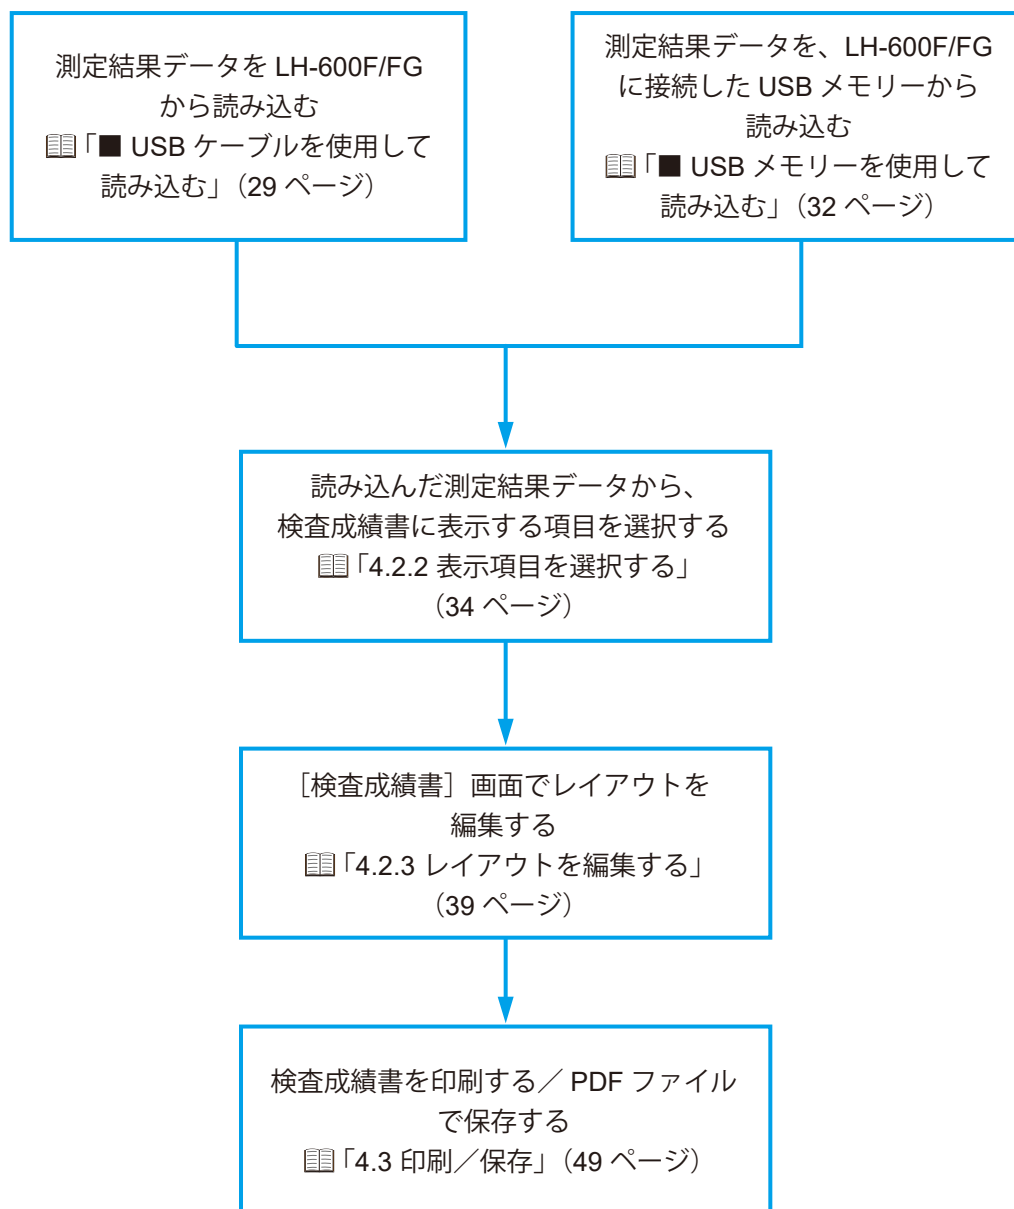 測定結果データを LH-600F/FG
から読み込む
「■ USB ケーブルを使用して
読み込む」（29 ページ）
測定結果データを、LH-600F/FG
に接続した USB メモリーから
読み込む
「■ USB メモリーを使用して
読み込む」（32 ページ）
読み込んだ測定結果データから、
検査成績書に表示する項目を選択する
「4.2.2 表示項目を選択する」
（34 ページ）
［検査成績書］画面でレイアウトを
編集する
「4.2.3 レイアウトを編集する」
（39 ページ）
検査成績書を印刷する／ PDF ファイル
で保存する
「4.3 印刷／保存」（49 ページ）